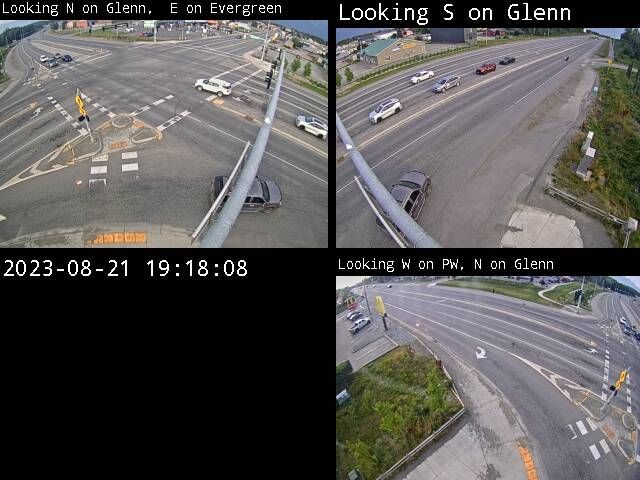 Looking N on Glenn, E on Evergreen
Looking S on Glenn
2023-08-21 19:18:08
Looking W on PW, N on Glenn